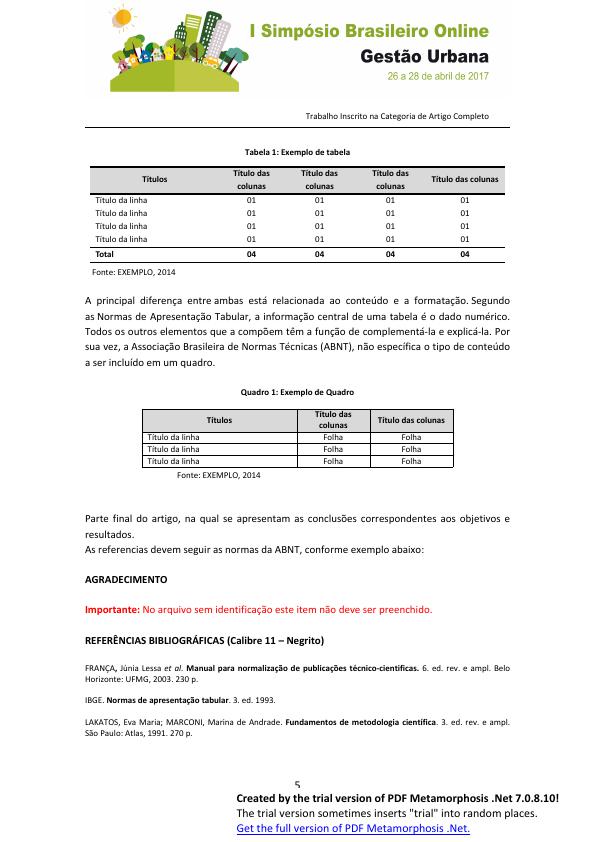 I Simpósio Brasileiro Online
Gestão Urbana
26 a 28 de abril de 2017
Trabalho Inscrito na Categoria de Artigo Completo
Tabela 1: Exemplo de tabela
Títulos Título das colunas Título das colunas Título das colunas Título das colunas
Título da linha 01 01 01 01
Título da linha 01 01 01 01
Título da linha 01 01 01 01
Título da linha 01 01 01 01
Total 04 04 04 04
Fonte: EXEMPLO, 2014
A principal diferença entre ambas está relacionada ao conteúdo e a formatação. Segundo
as Normas de Apresentação Tabular, a informação central de uma tabela é o dado numérico.
Todos os outros elementos que a compõem têm a função de complementá-la e explicá-la. Por
sua vez, a Associação Brasileira de Normas Técnicas (ABNT), não específica o tipo de conteúdo
a ser incluído em um quadro.
Quadro 1: Exemplo de Quadro
Títulos Título das colunas Título das colunas
Título da linha Folha Folha
Título da linha Folha Folha
Título da linha Folha Folha
Fonte: EXEMPLO, 2014
Parte final do artigo, na qual se apresentam as conclusões correspondentes aos objetivos e
resultados.
As referencias devem seguir as normas da ABNT, conforme exemplo abaixo:
AGRADECIMENTO
Importante: No arquivo sem identificação este item não deve ser preenchido.
REFERÊNCIAS BIBLIOGRÁFICAS (Calibre 11 – Negrito)
FRANÇA, Júnia Lessa et al. Manual para normalização de publicações técnico-cientificas. 6. ed. rev. e ampl. Belo
Horizonte: UFMG, 2003. 230 p.
IBGE. Normas de apresentação tabular. 3. ed. 1993.
LAKATOS, Eva Maria; MARCONI, Marina de Andrade. Fundamentos de metodologia científica. 3. ed. rev. e ampl.
São Paulo: Atlas, 1991. 270 p.
5
Created by the trial version of PDF Metamorphosis .Net 7.0.8.10!
The trial version sometimes inserts "trial" into random places.
Get the full version of PDF Metamorphosis .Net.